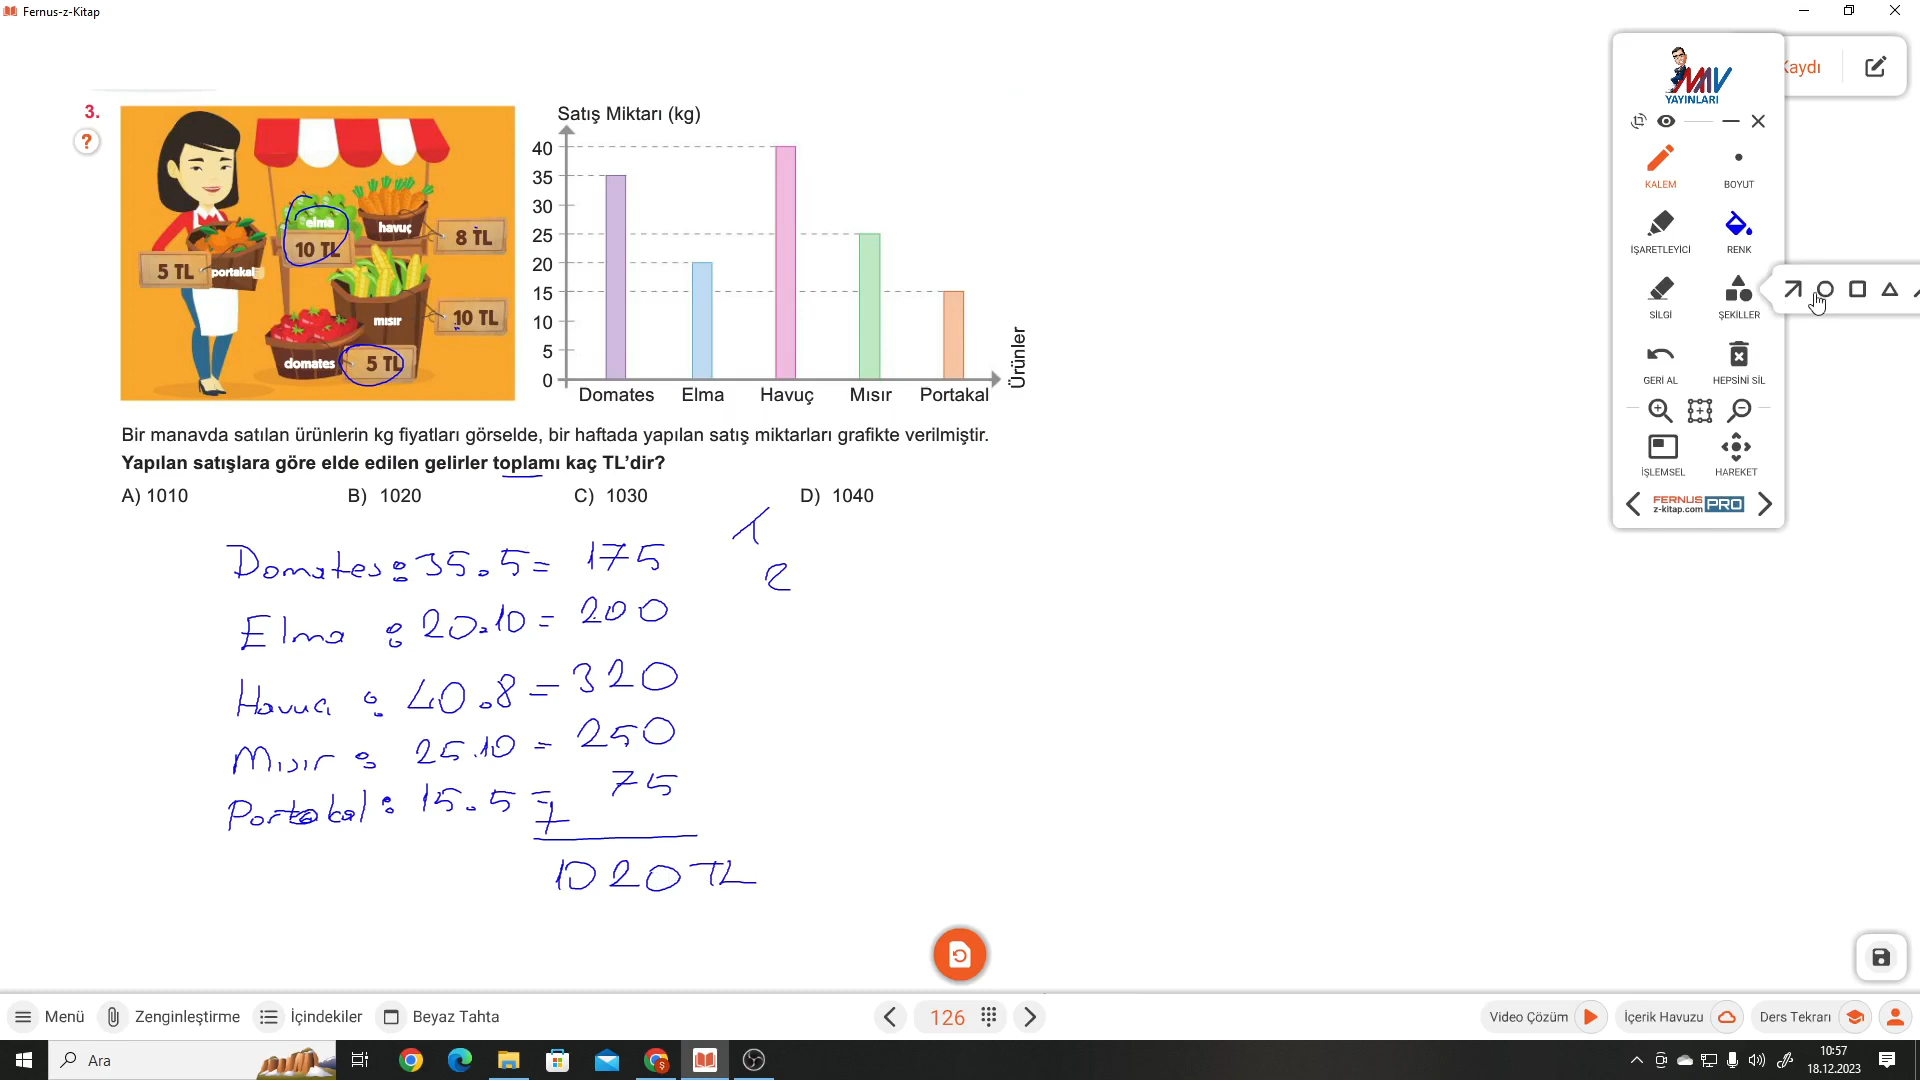 Fernus-z-Kitap
Kaydı
MAV
YAYINLARI
3.
?
elma
10 TL
havuç
8 TL
5 TL
portakal
mısır
10 TL
domates
5 TL
Satış Miktarı (kg)
40
35
30
25
20
15
10
5
0
Domates Elma Havuç Mısır Portakal
Ürünler
Bir manavda satılan ürünlerin kg fiyatları görselde, bir haftada yapılan satış miktarları grafikte verilmiştir.
Yapılan satışlara göre elde edilen gelirler toplamı kaç TL'dir?
A) 1010 B) 1020 C) 1030 D) 1040
1
2
Domates: 35.5= 175
Elma : 20.10 = 200
Havuç : 40.8 = 320
Mısır : 25.10 = 250
Portakal : 15.5 = 75
+
1020 TL
KALEM BOYUT
İŞARETLEYİCİ RENK
SİLGİ ŞEKİLLER
GERİ AL HEPSİNİ SİL
İŞLEMSEL HAREKET
FERNUS
z-kitap.com PRO
Menü Zenginleştirme İçindekiler Beyaz Tahta 126 Video Çözüm İçerik Havuzu Ders Tekrarı
Ara
10:57
18.12.2023